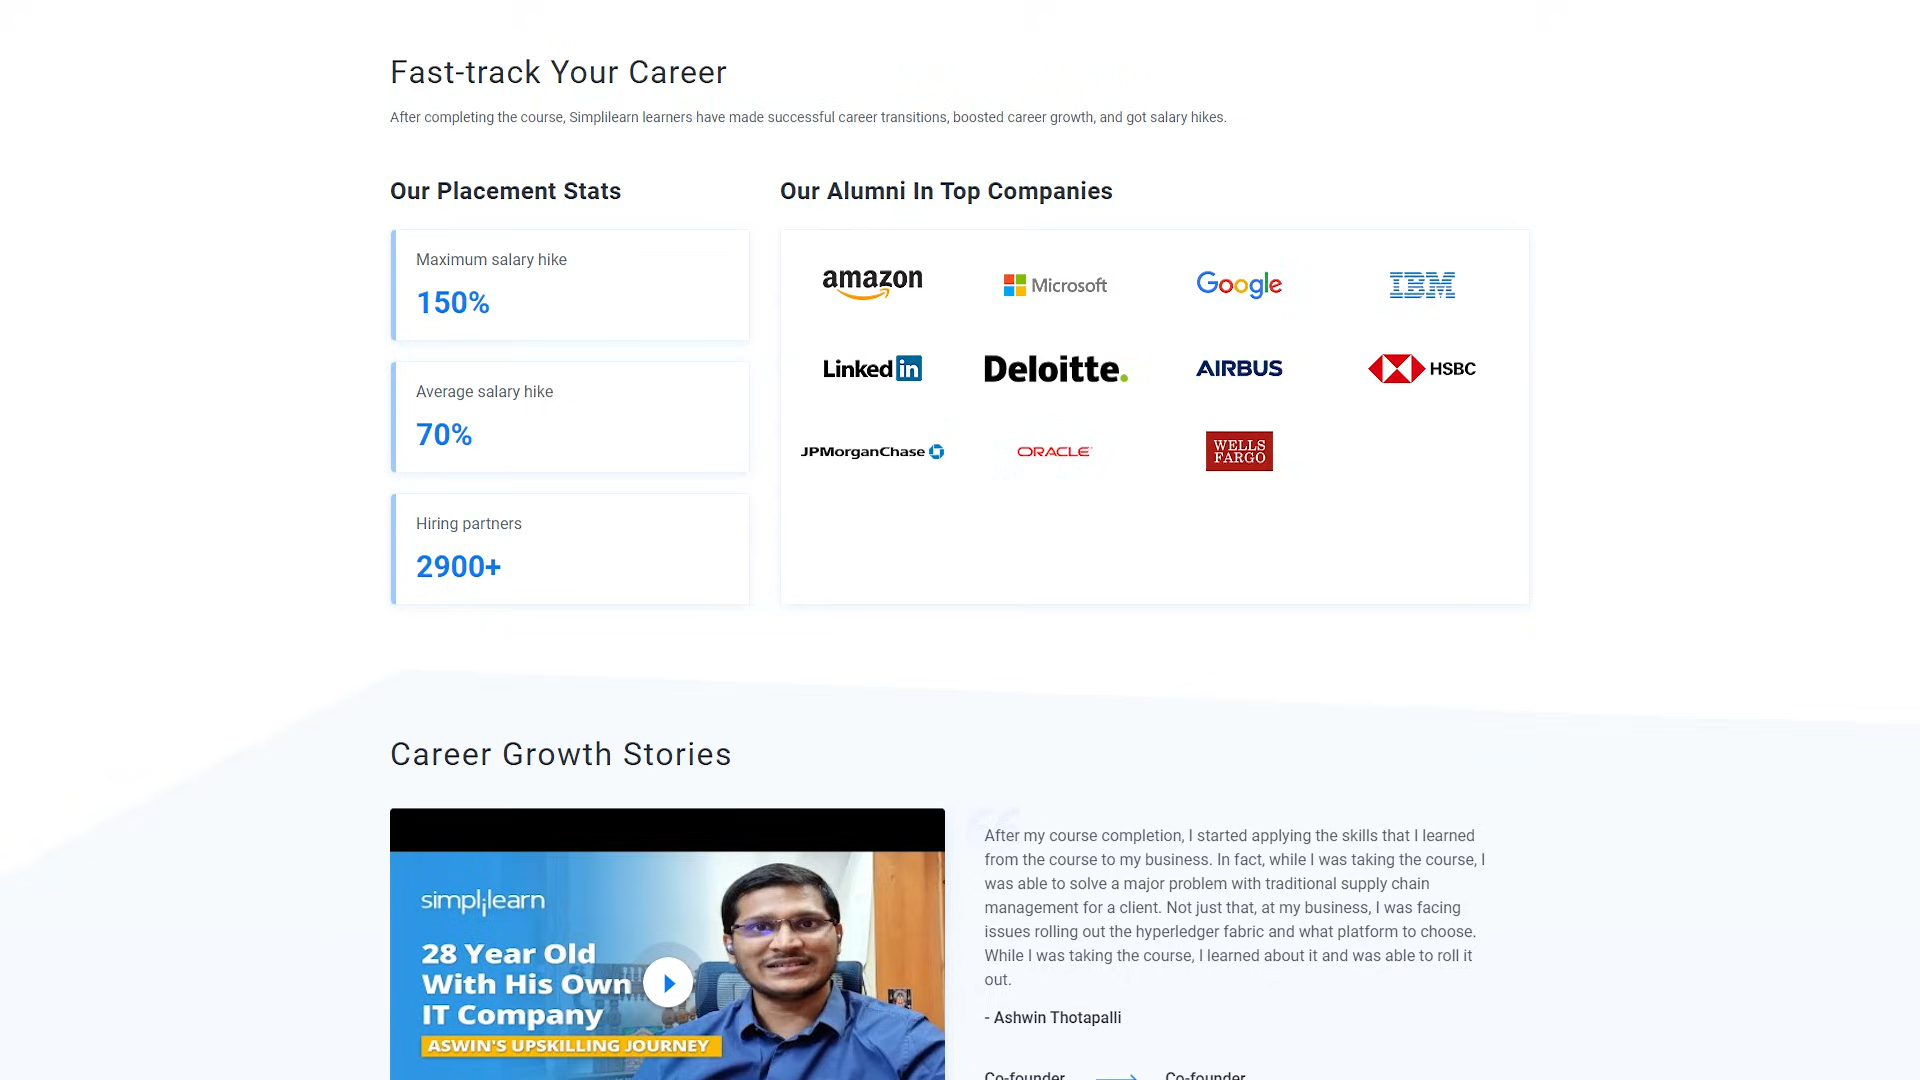 Fast-track Your Career
After completing the course, Simplilearn learners have made successful career transitions, boosted career growth, and got salary hikes.
Our Placement Stats
Maximum salary hike
150%
Average salary hike
70%
Hiring partners
2900+
Our Alumni In Top Companies
amazon
Microsoft
Google
IBM
Linked in
Deloitte.
AIRBUS
HSBC
JPMorganChase
ORACLE
WELLS
FARGO
Career Growth Stories
simplilearn
28 Year Old
With His Own
IT Company
ASWIN'S UPSKILLING JOURNEY
After my course completion, I started applying the skills that I learned
from the course to my business. In fact, while I was taking the course, I
was able to solve a major problem with traditional supply chain
management for a client. Not just that, at my business, I was facing
issues rolling out the hyperledger fabric and what platform to choose.
While I was taking the course, I learned about it and was able to roll it
out.
- Ashwin Thotapalli
Co-founder
Co-founder